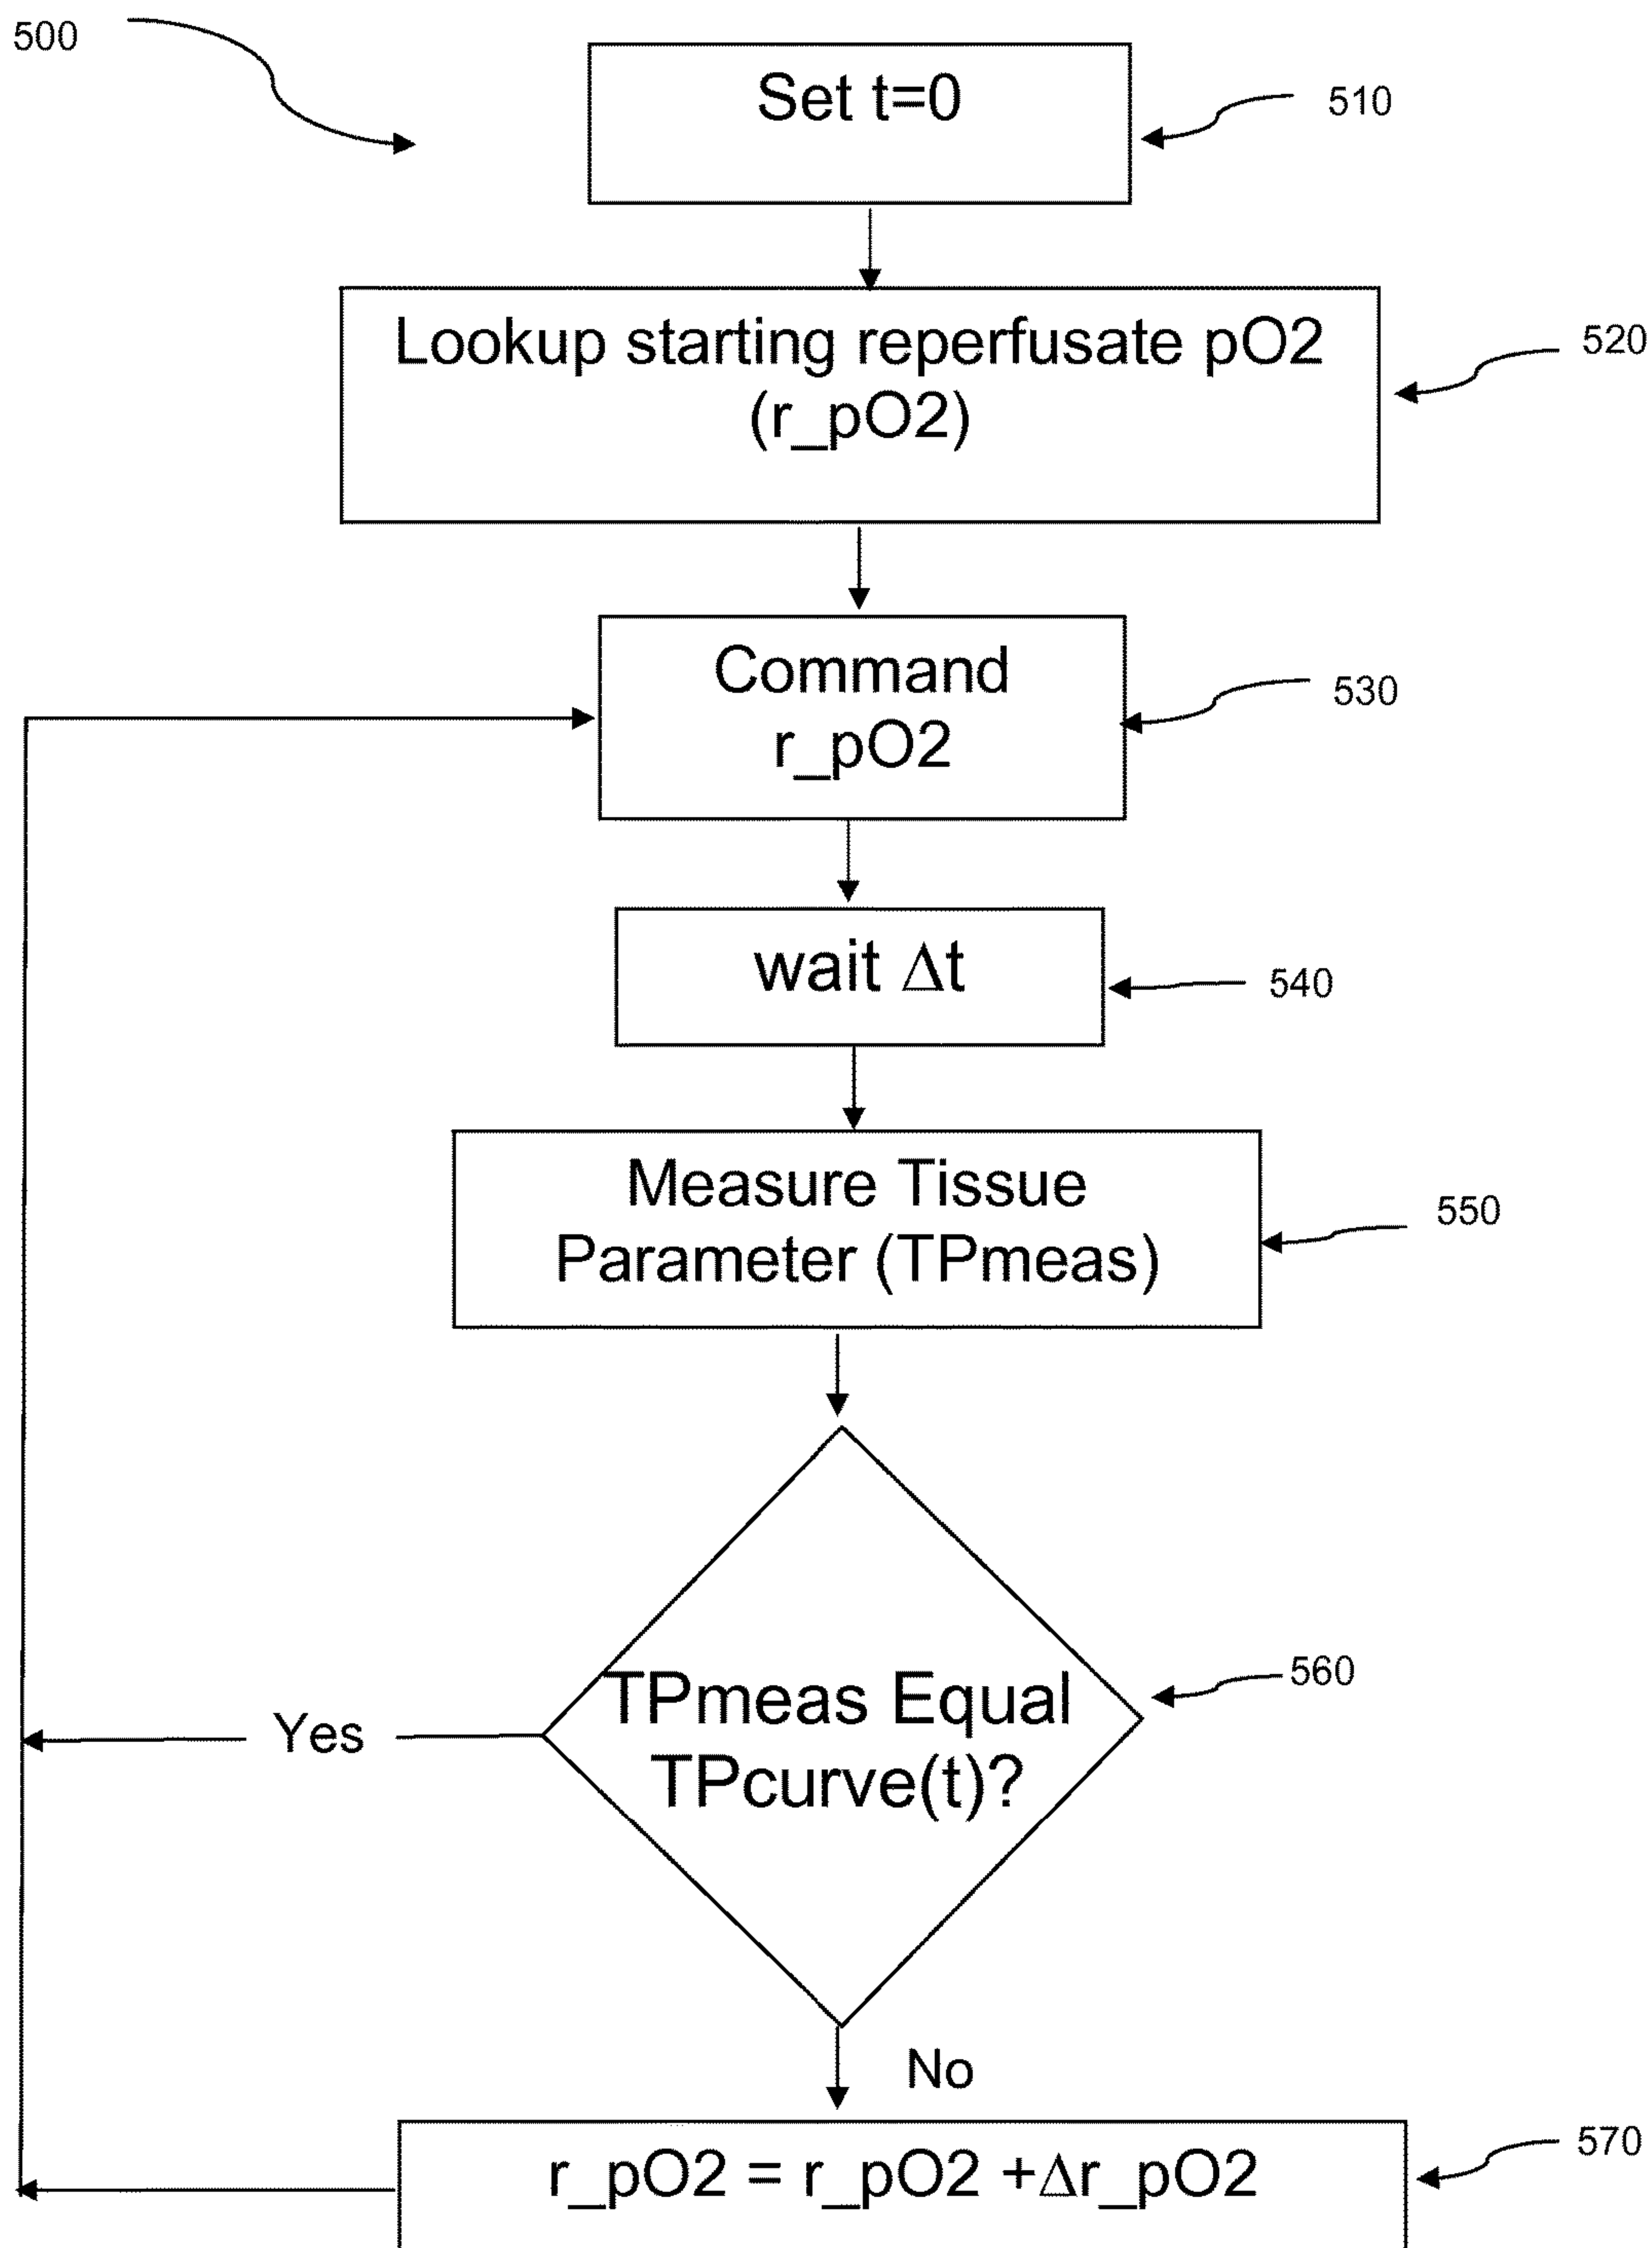 500
Set t=0
510
Lookup starting reperfusate pO2
(r_pO2)
520
Command
r_pO2
530
wait Δt
540
Measure Tissue
Parameter (TPmeas)
550
TPmeas Equal
TPcurve(t)?
560
Yes
No
r_pO2 = r_pO2 +Δr_pO2
570